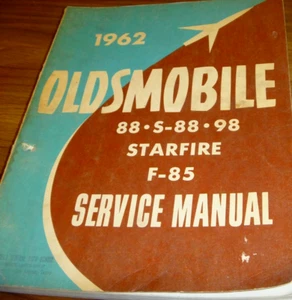 1962
OLDSMOBILE
88 • S-88 • 98
STARFIRE
F-85
SERVICE MANUAL